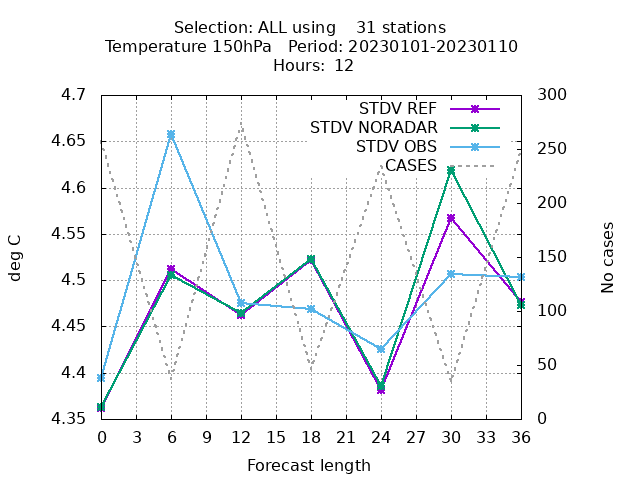 Selection: ALL using    31 stations
Temperature 150hPa   Period: 20230101-20230110
Hours: 12
4.7
4.65
4.6
4.55
4.5
4.45
4.4
4.35
deg C
300
250
200
150
100
50
0
No cases
STDV REF
STDV NORADAR
STDV OBS
CASES
0 3 6 9 12 15 18 21 24 27 30 33 36
Forecast length